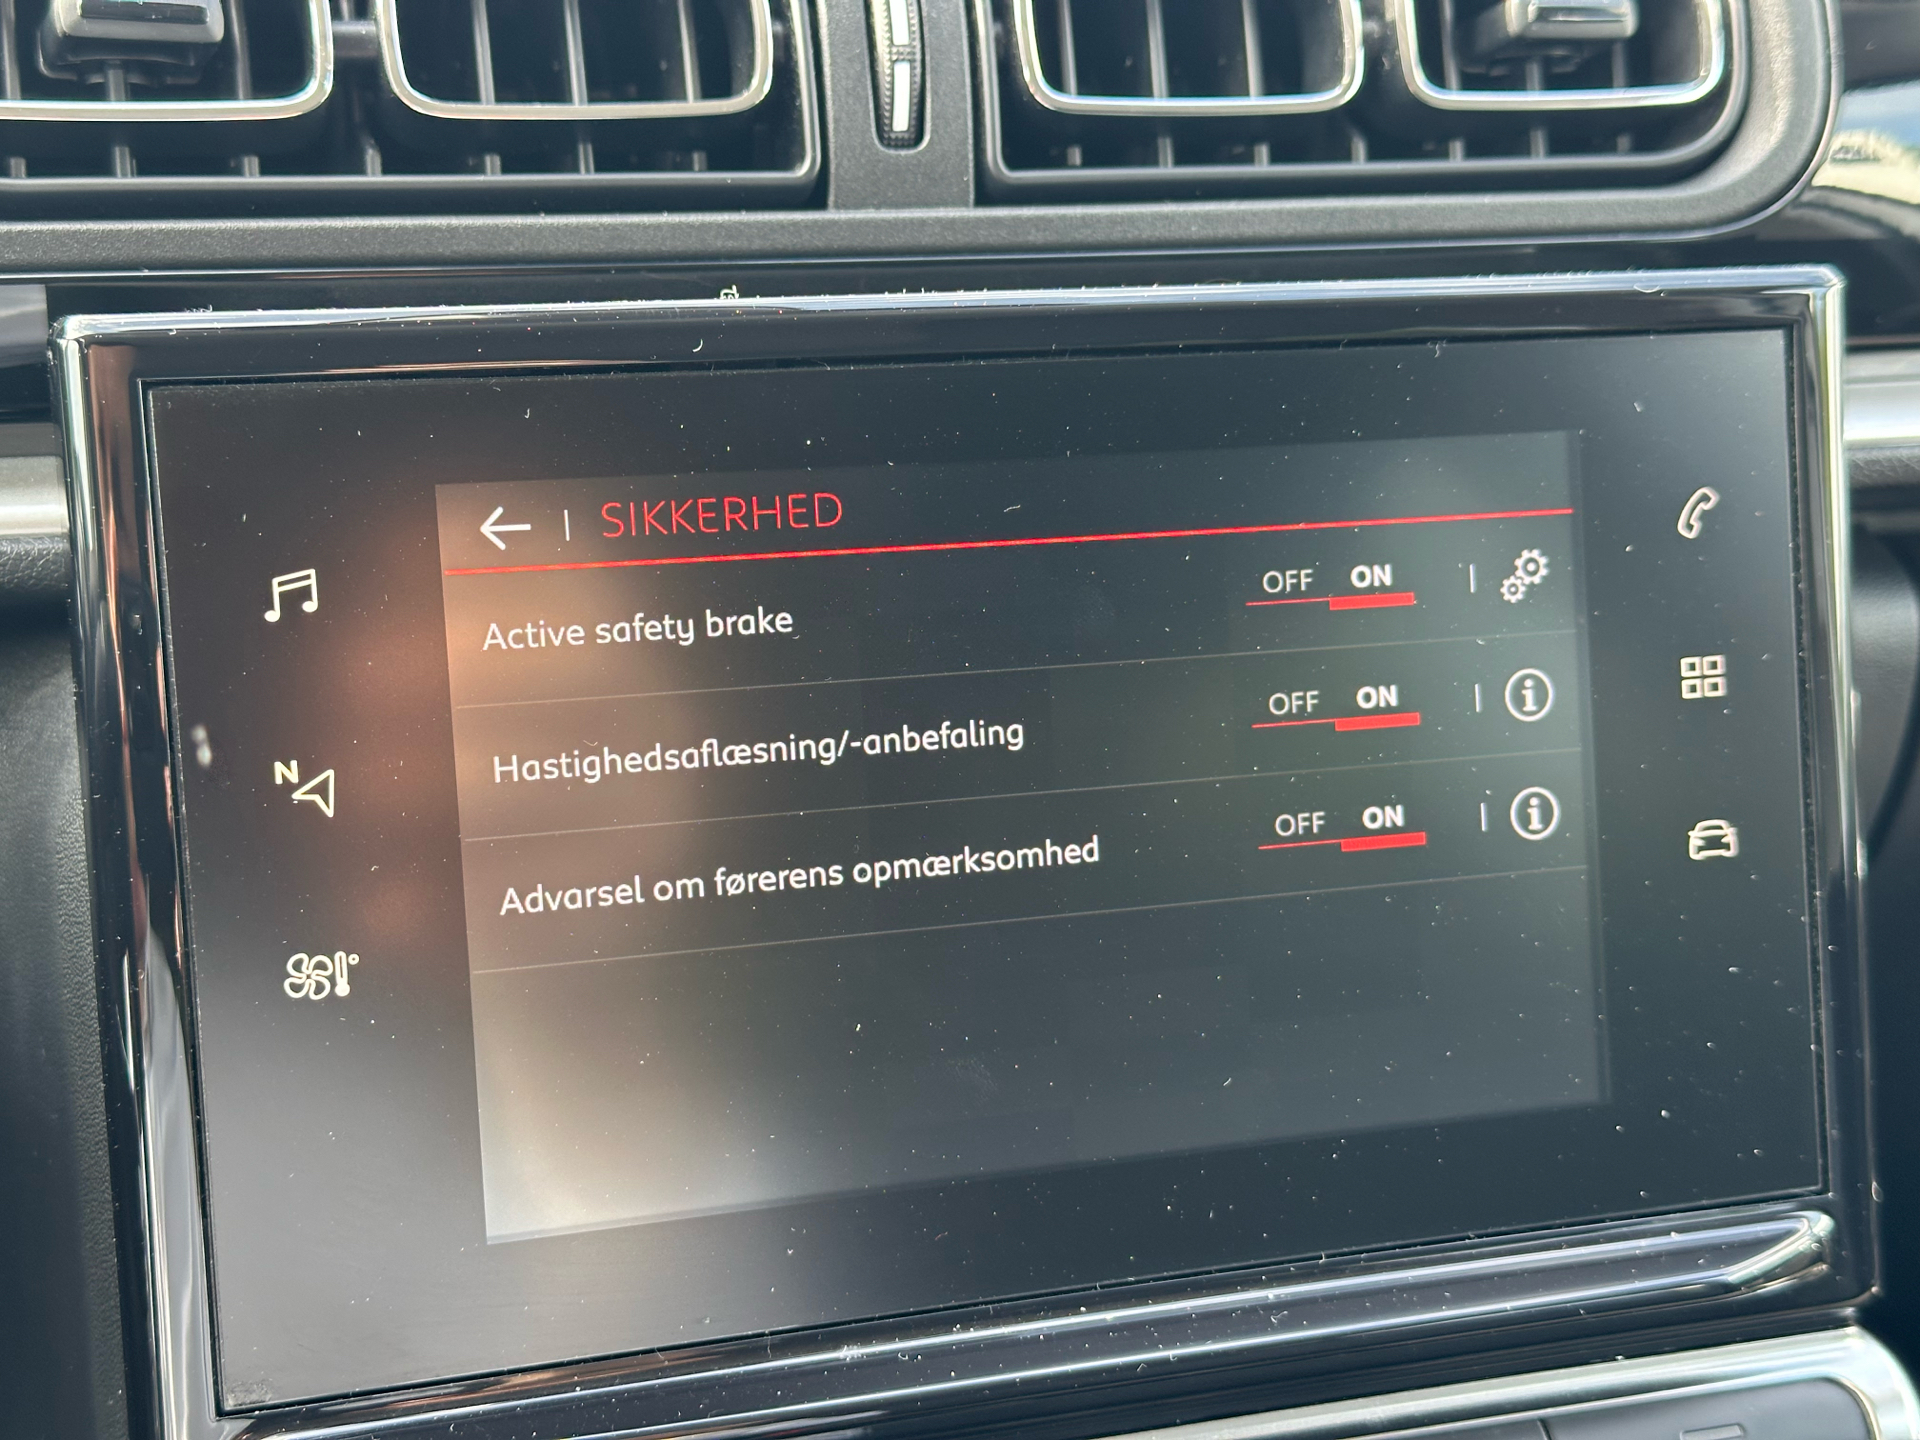 SIKKERHED
Active safety brake OFF ON
Hastighedsaflæsning/-anbefaling OFF ON i
Advarsel om førerens opmærksomhed OFF ON i
N